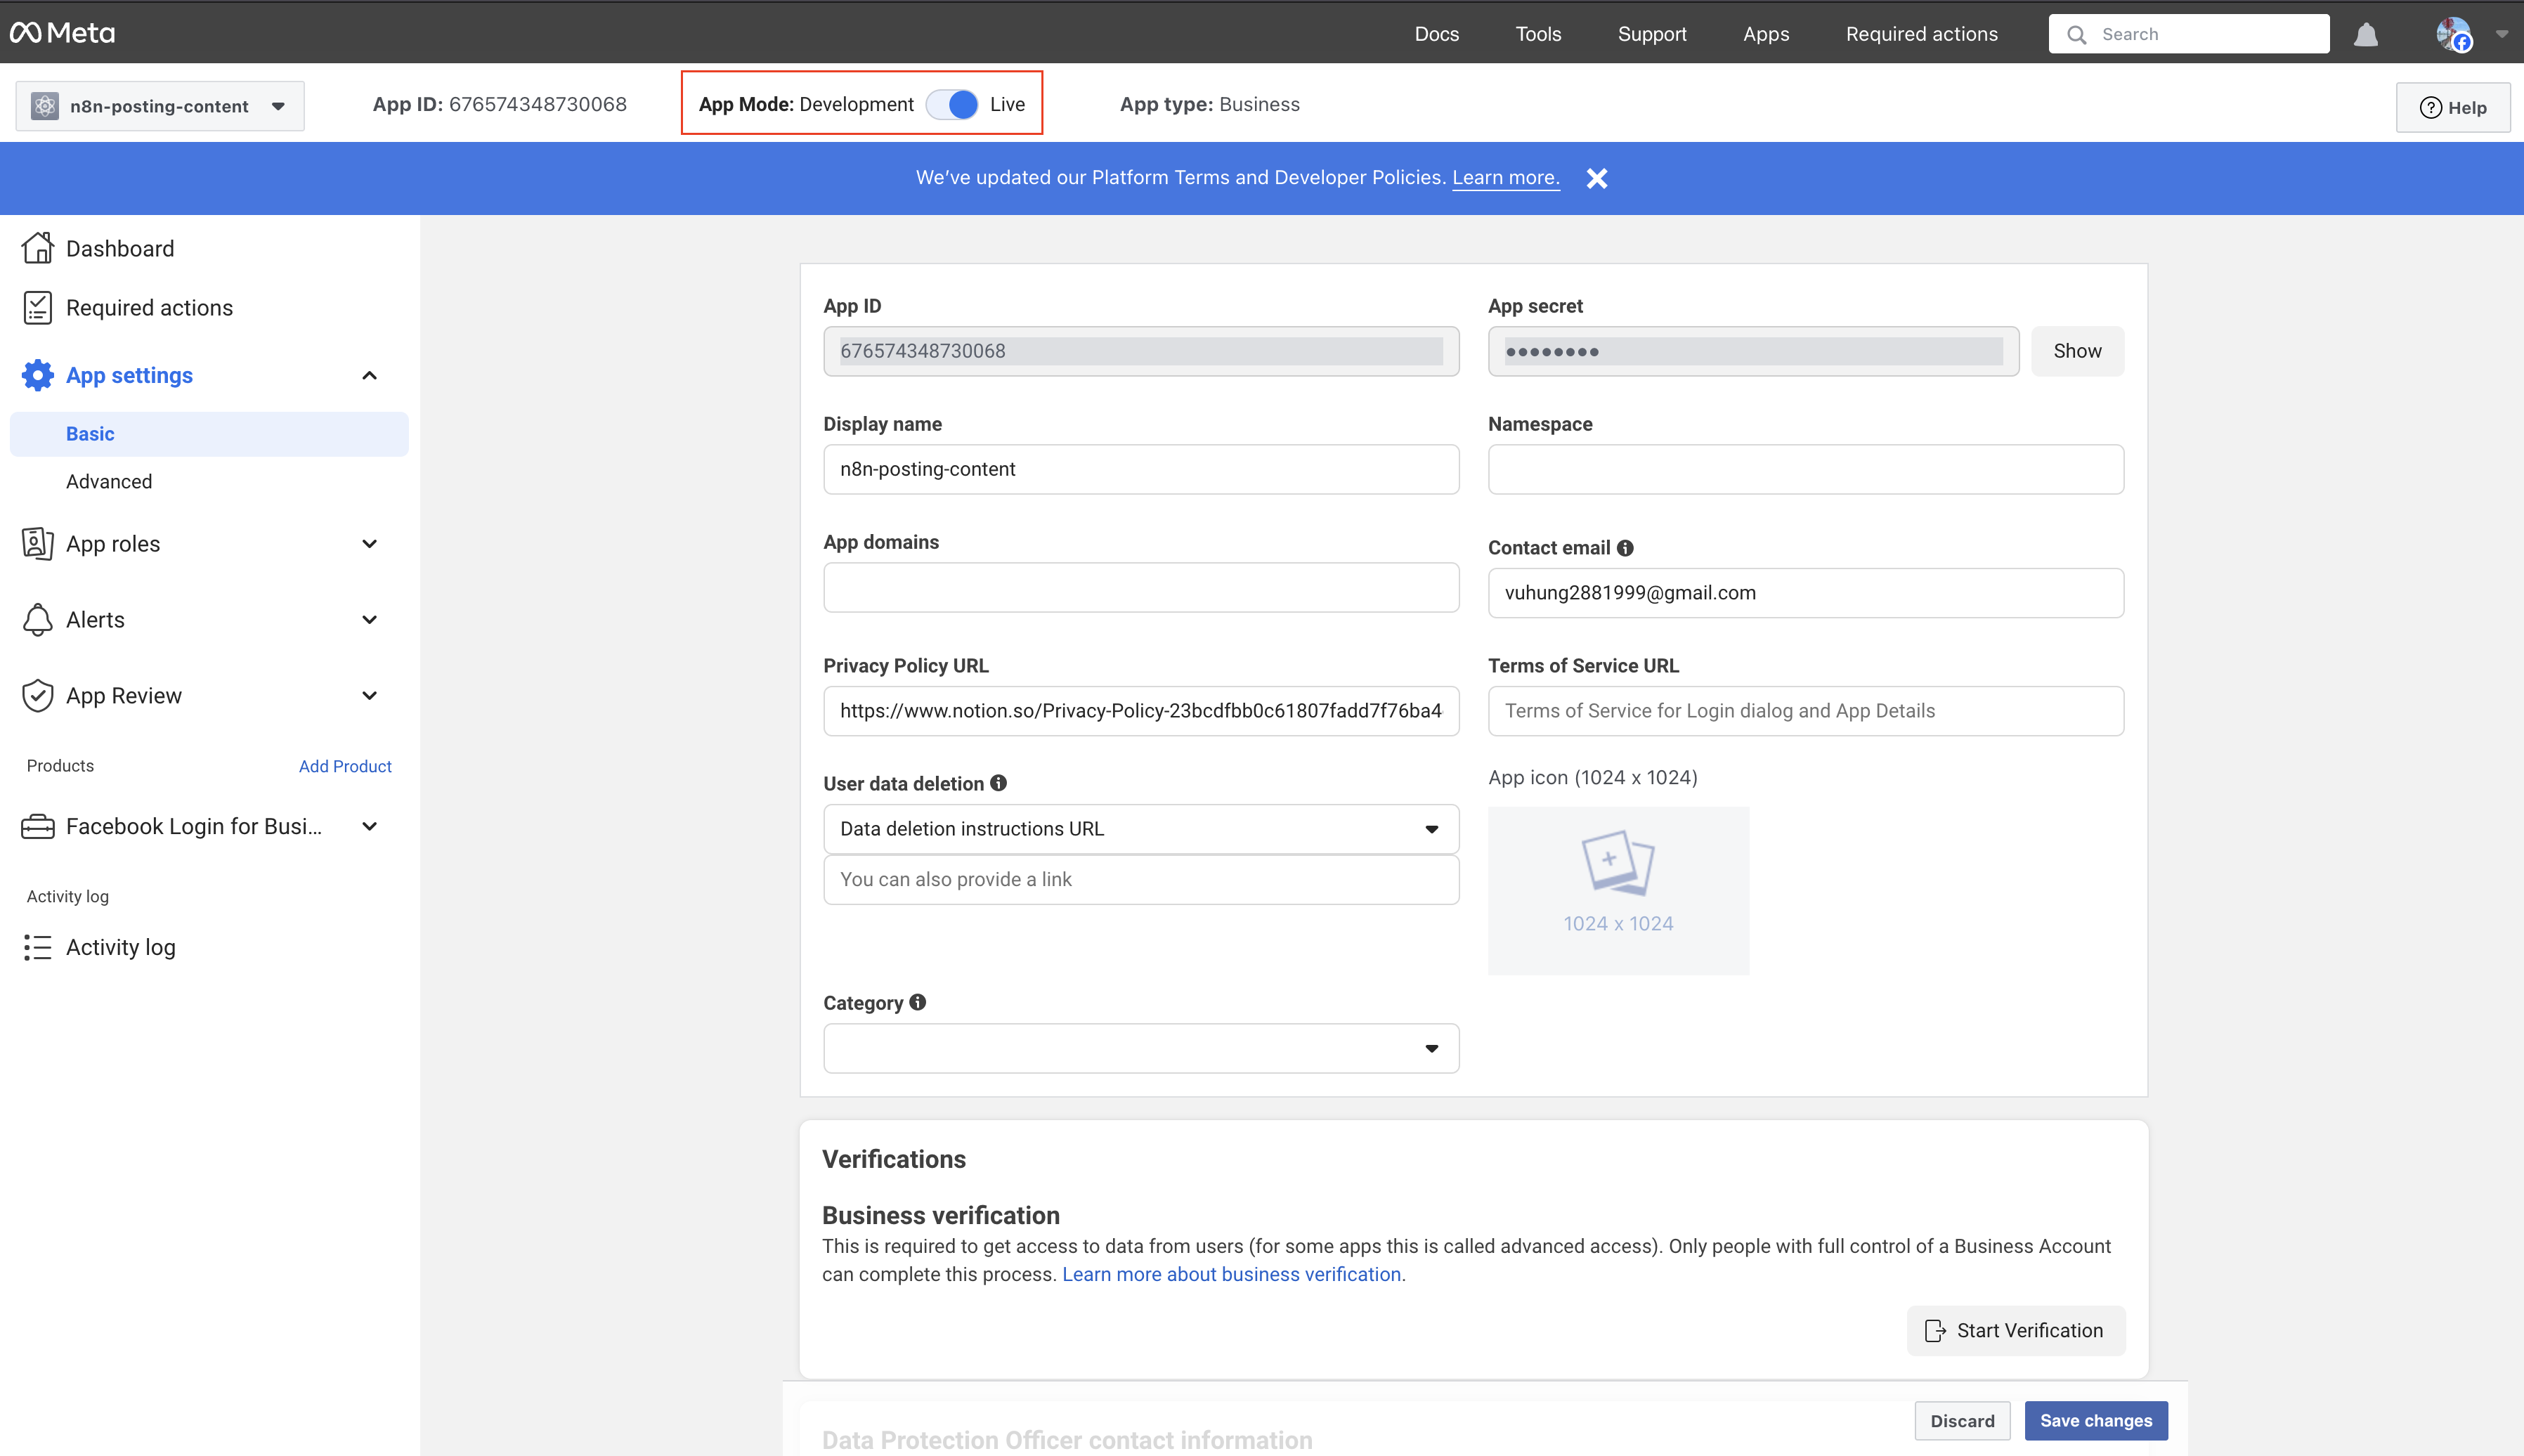 Meta
Docs
Tools
Support
Apps
Required actions
Search
n8n-posting-content
App ID: 676574348730068
App Mode: Development
Live
App type: Business
Help
We've updated our Platform Terms and Developer Policies. Learn more.
Dashboard
Required actions
App settings
Basic
Advanced
App roles
Alerts
App Review
Products
Add Product
Facebook Login for Busi...
Activity log
Activity log
App ID
676574348730068
App secret
••••••••
Show
Display name
n8n-posting-content
Namespace
App domains
Contact email
vuhung2881999@gmail.com
Privacy Policy URL
https://www.notion.so/Privacy-Policy-23bcdfbb0c61807fadd7f76ba4
Terms of Service URL
Terms of Service for Login dialog and App Details
User data deletion
Data deletion instructions URL
You can also provide a link
App icon (1024 x 1024)
1024 x 1024
Category
Verifications
Business verification
This is required to get access to data from users (for some apps this is called advanced access). Only people with full control of a Business Account
can complete this process. Learn more about business verification.
Start Verification
Discard
Save changes
Data Protection Officer contact information